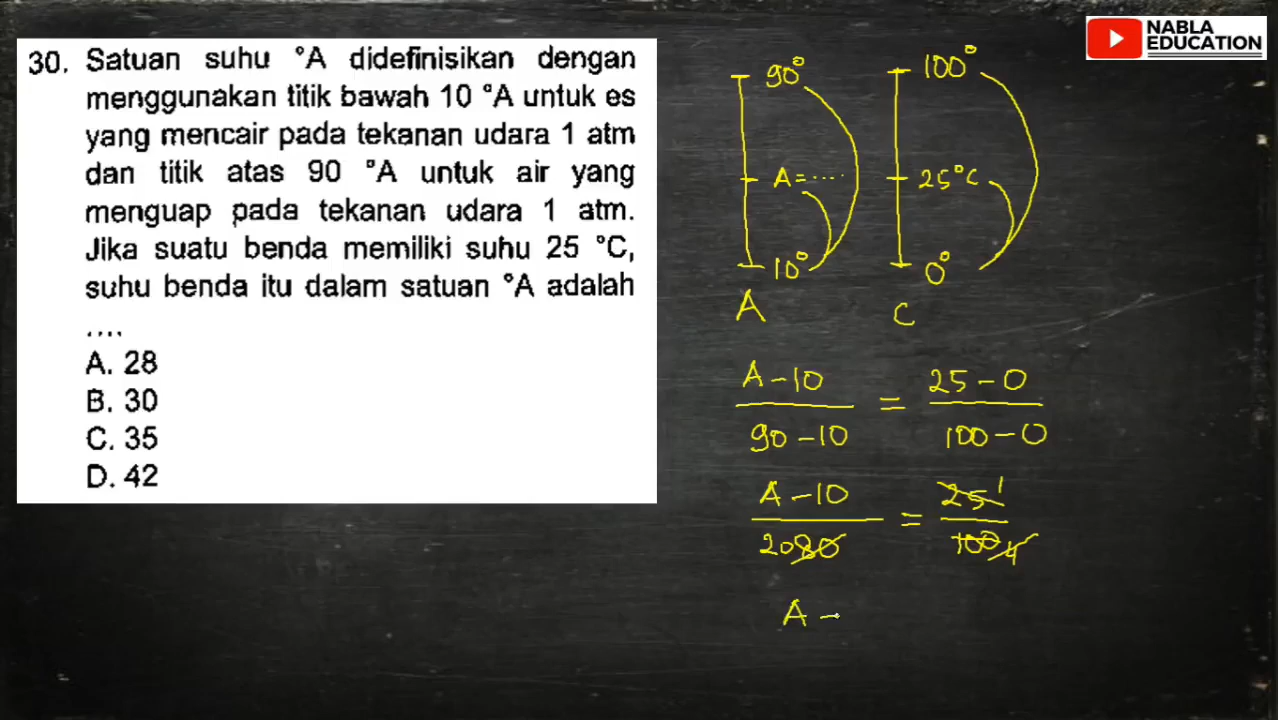 NABLA
EDUCATION
30. Satuan suhu °A didefinisikan dengan
menggunakan titik bawah 10 °A untuk es
yang mencair pada tekanan udara 1 atm
dan titik atas 90 °A untuk air yang
menguap pada tekanan udara 1 atm.
Jika suatu benda memiliki suhu 25 °C,
suhu benda itu dalam satuan °A adalah
....
A. 28
B. 30
C. 35
D. 42
90° 100°
A=..... 25°C
10° 0°
A C
A-10 25-0
=
90-10 100-0
A-10 25 1
=
20 80 100 4
A -